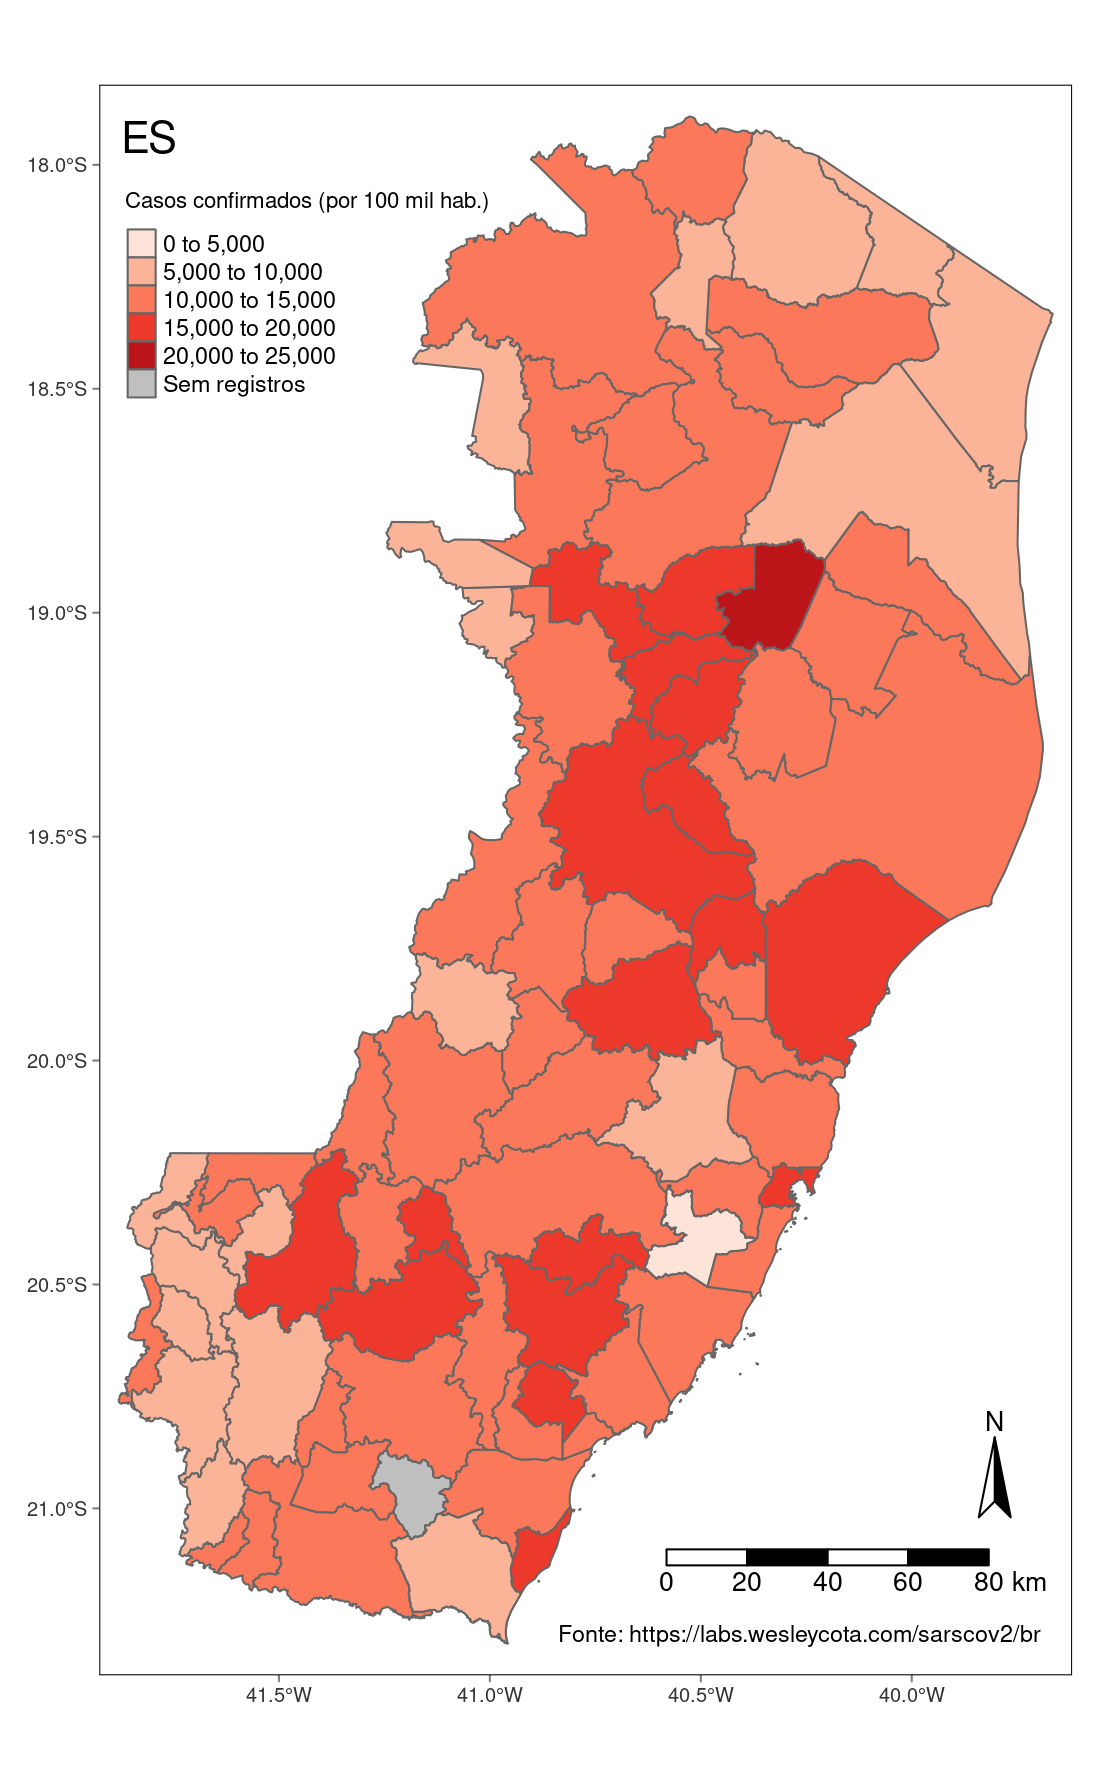 ES
Casos confirmados (por 100 mil hab.)
0 to 5,000
5,000 to 10,000
10,000 to 15,000
15,000 to 20,000
20,000 to 25,000
Sem registros
18.0°S
18.5°S
19.0°S
19.5°S
20.0°S
20.5°S
21.0°S
N
0 20 40 60 80 km
Fonte: https://labs.wesleycota.com/sarscov2/br
41.5°W 41.0°W 40.5°W 40.0°W